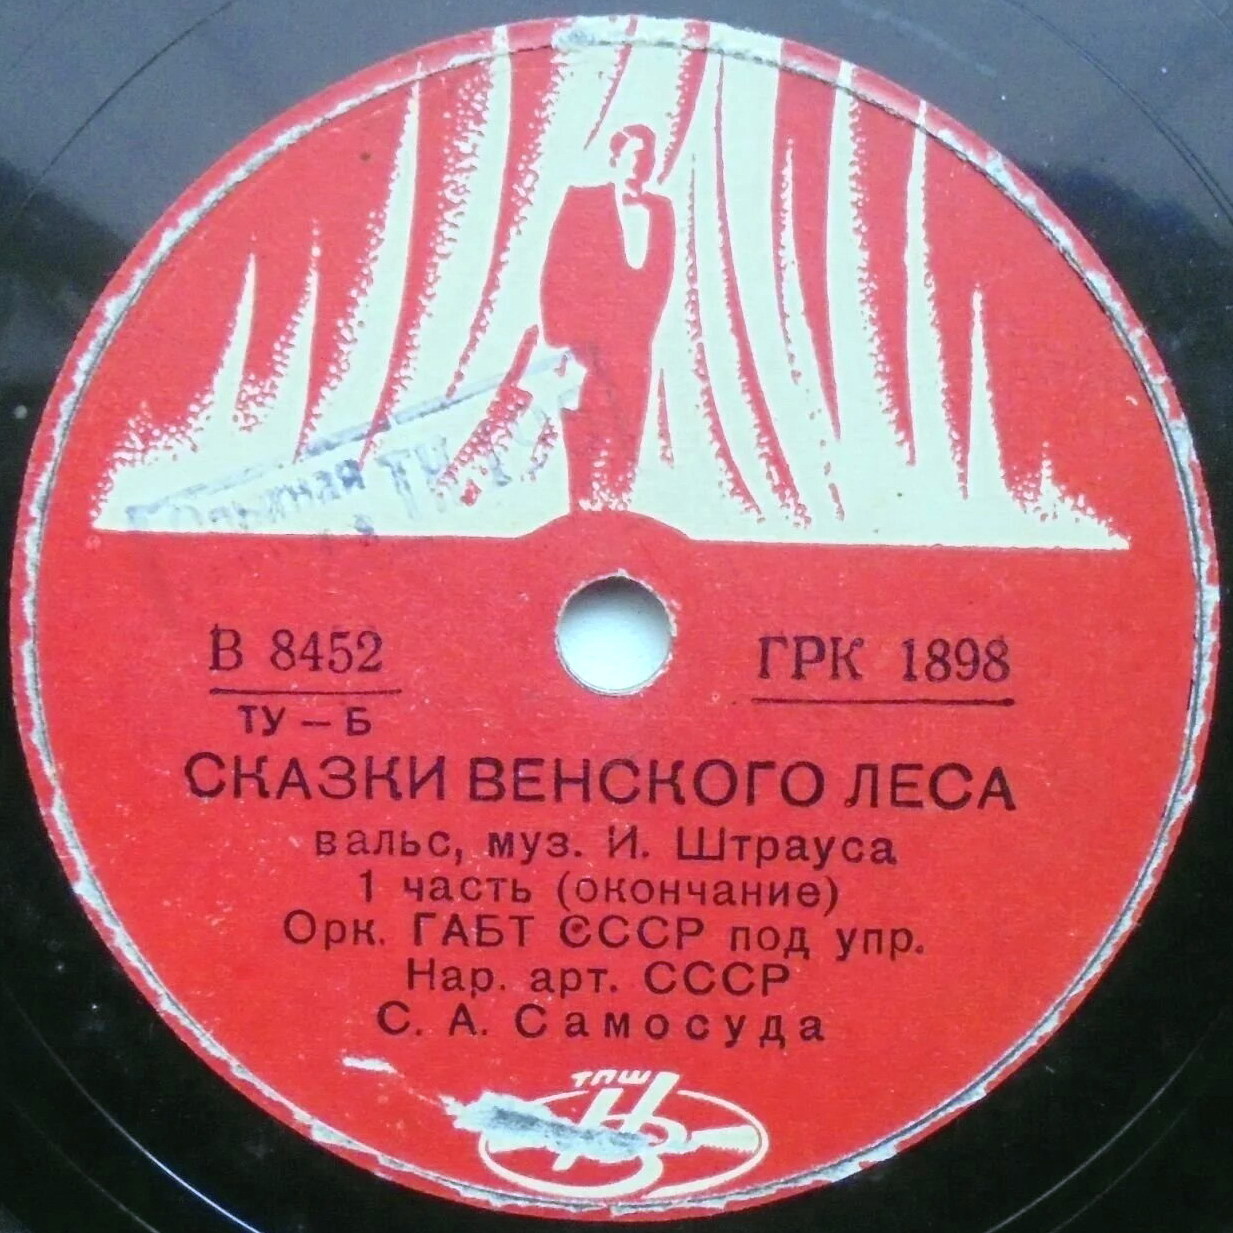 В 8452
ГРК 1898
ТУ – Б
СКАЗКИ ВЕНСКОГО ЛЕСА
вальс, муз. И. Штрауса
1 часть (окончание)
Орк. ГАБТ СССР под упр.
Нар. арт. СССР
С. А. Самосуда
ТПШ